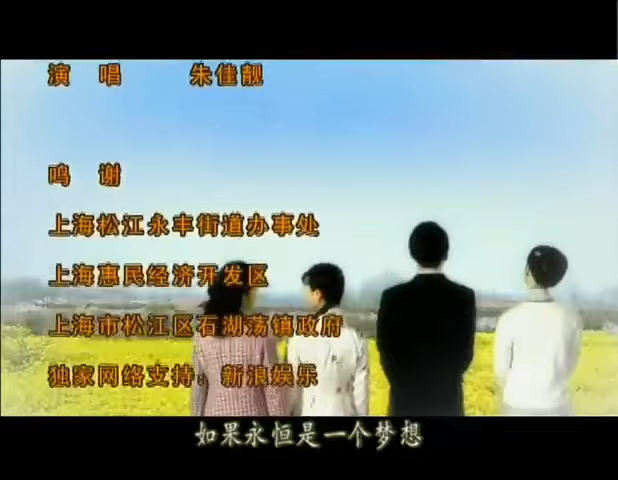 演 唱 朱佳靓
鸣 谢
上海松江永丰街道办事处
上海惠民经济开发区
上海市松江区石湖荡镇政府
独家网络支持：新浪娱乐
如果永恒是一个梦想